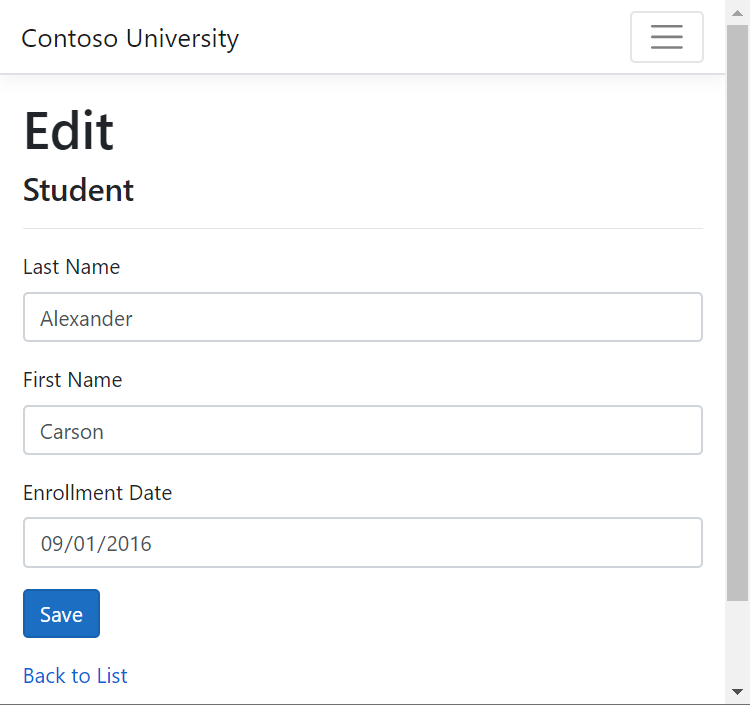 Contoso University
Edit
Student
Last Name
Alexander
First Name
Carson
Enrollment Date
09/01/2016
Save
Back to List